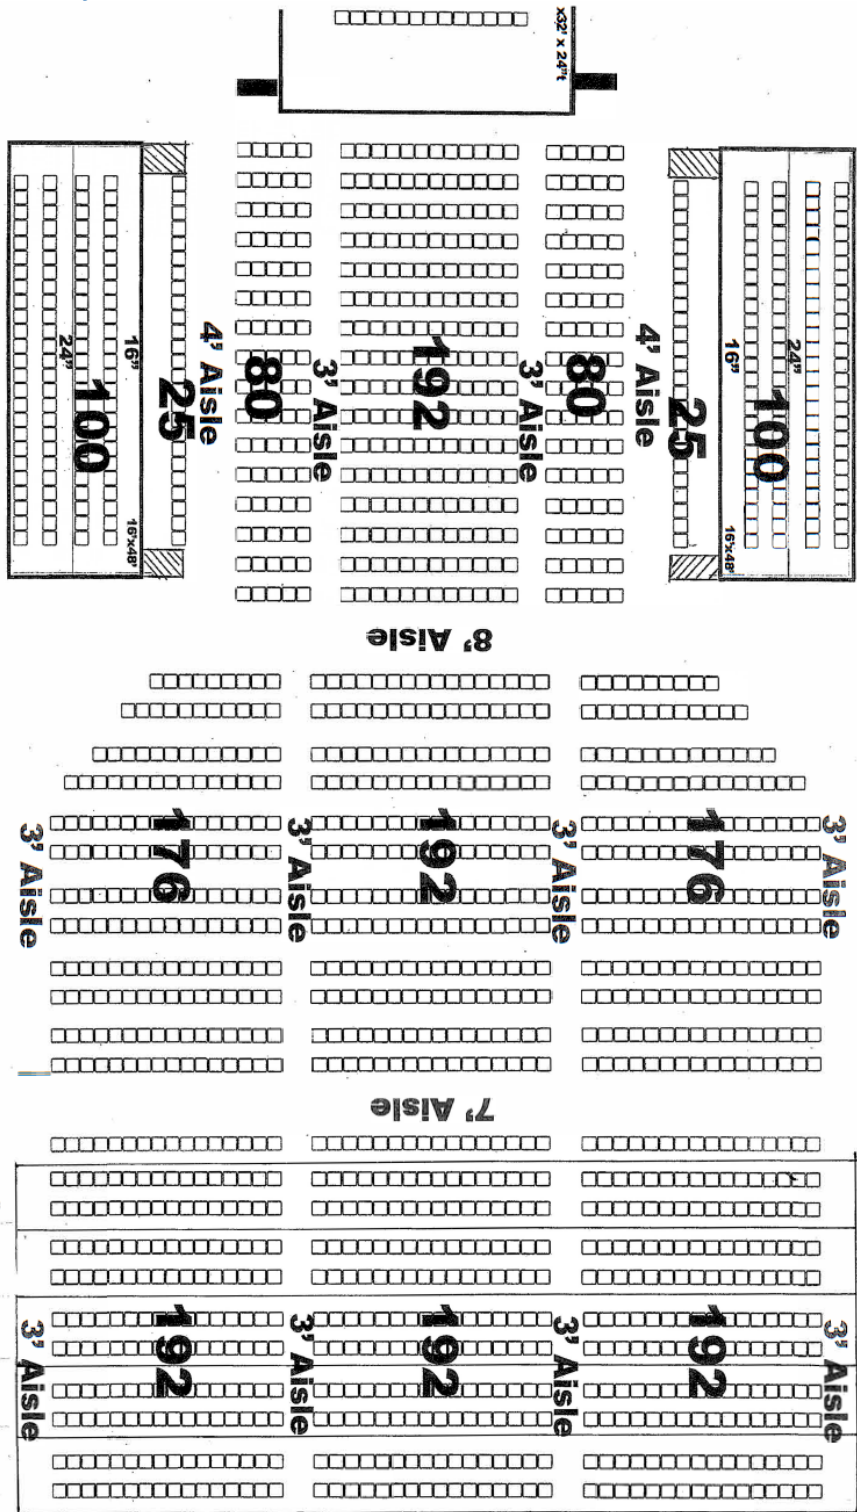 x32' x 24"t
24"
16"
100
16'x48'
25
4' Aisle
80
3' Aisle
192
3' Aisle
80
4' Aisle
25
16"
24"
100
16'x48'
8' Aisle
3' Aisle
176
3' Aisle
192
3' Aisle
176
3' Aisle
7' Aisle
3' Aisle
192
3' Aisle
192
3' Aisle
192
3' Aisle